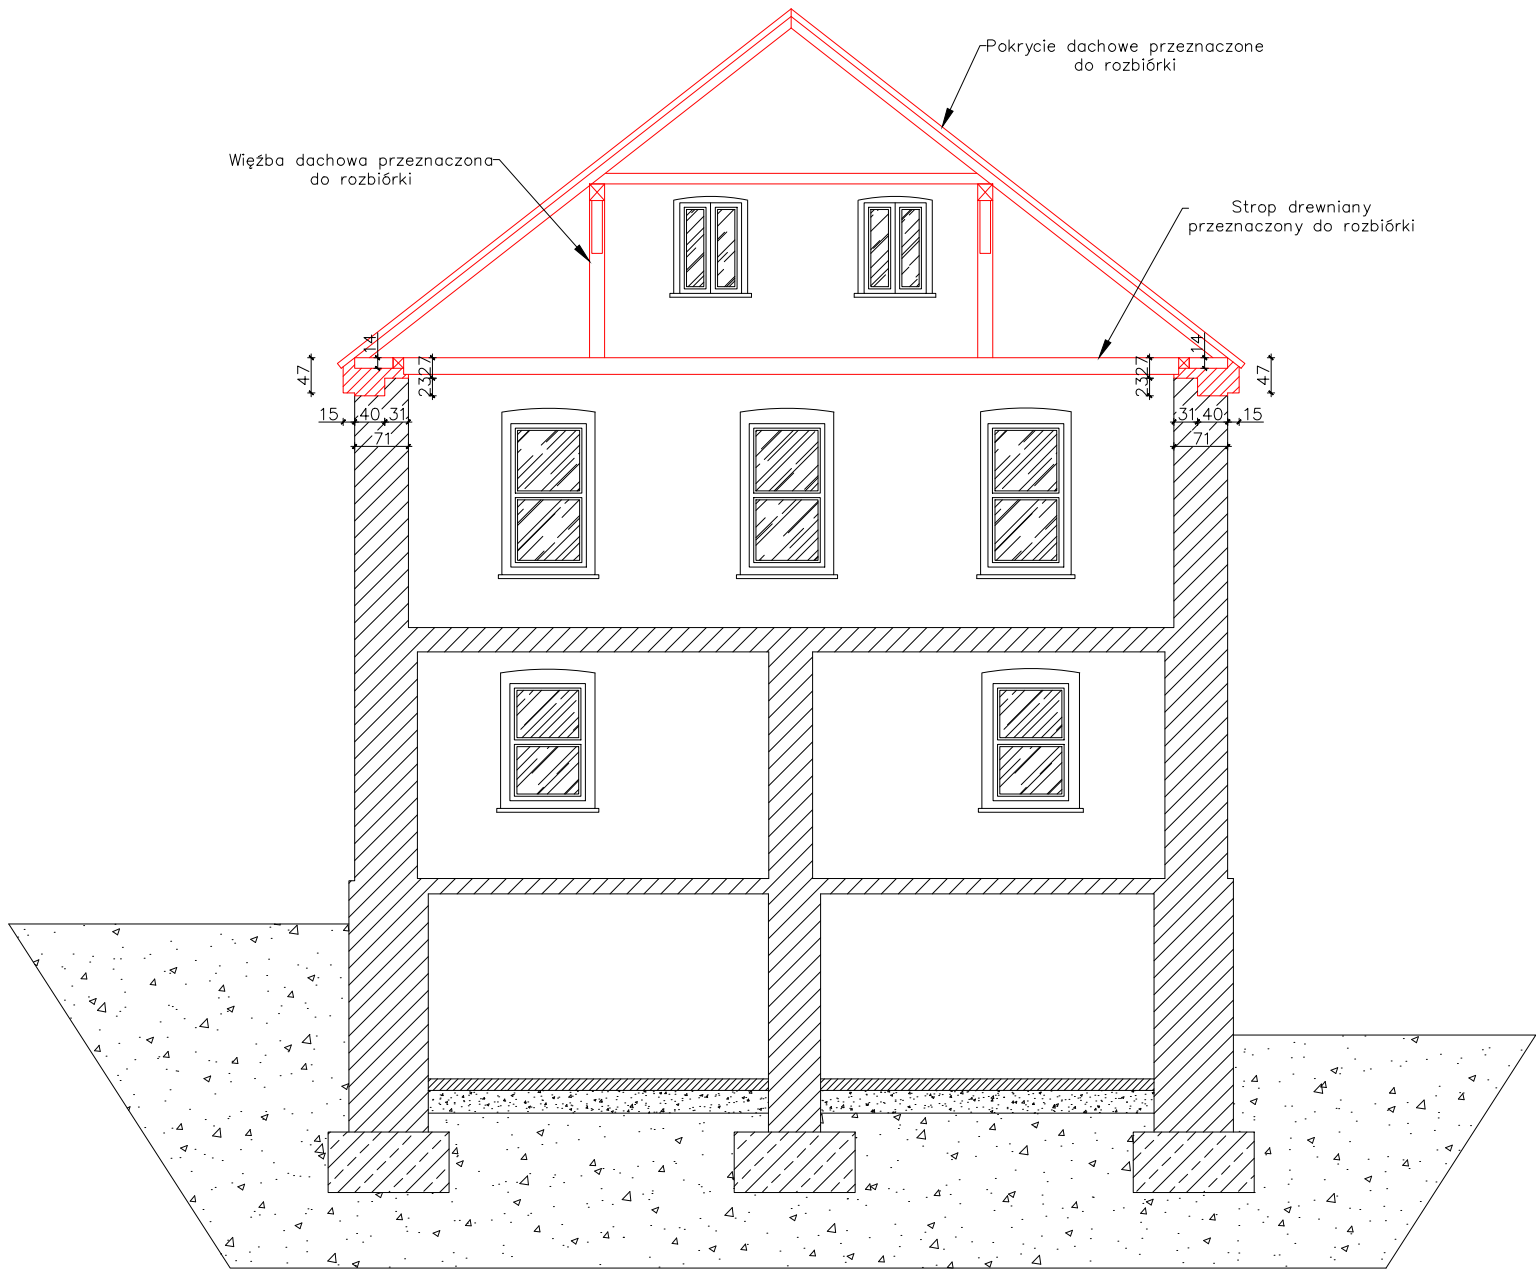 Pokrycie dachowe przeznaczone
do rozbiórki
Więźba dachowa przeznaczona
do rozbiórki
Strop drewniany
przeznaczony do rozbiórki
14
14
47
27
23
27
23
47
15 40 31
31 40 15
71
71